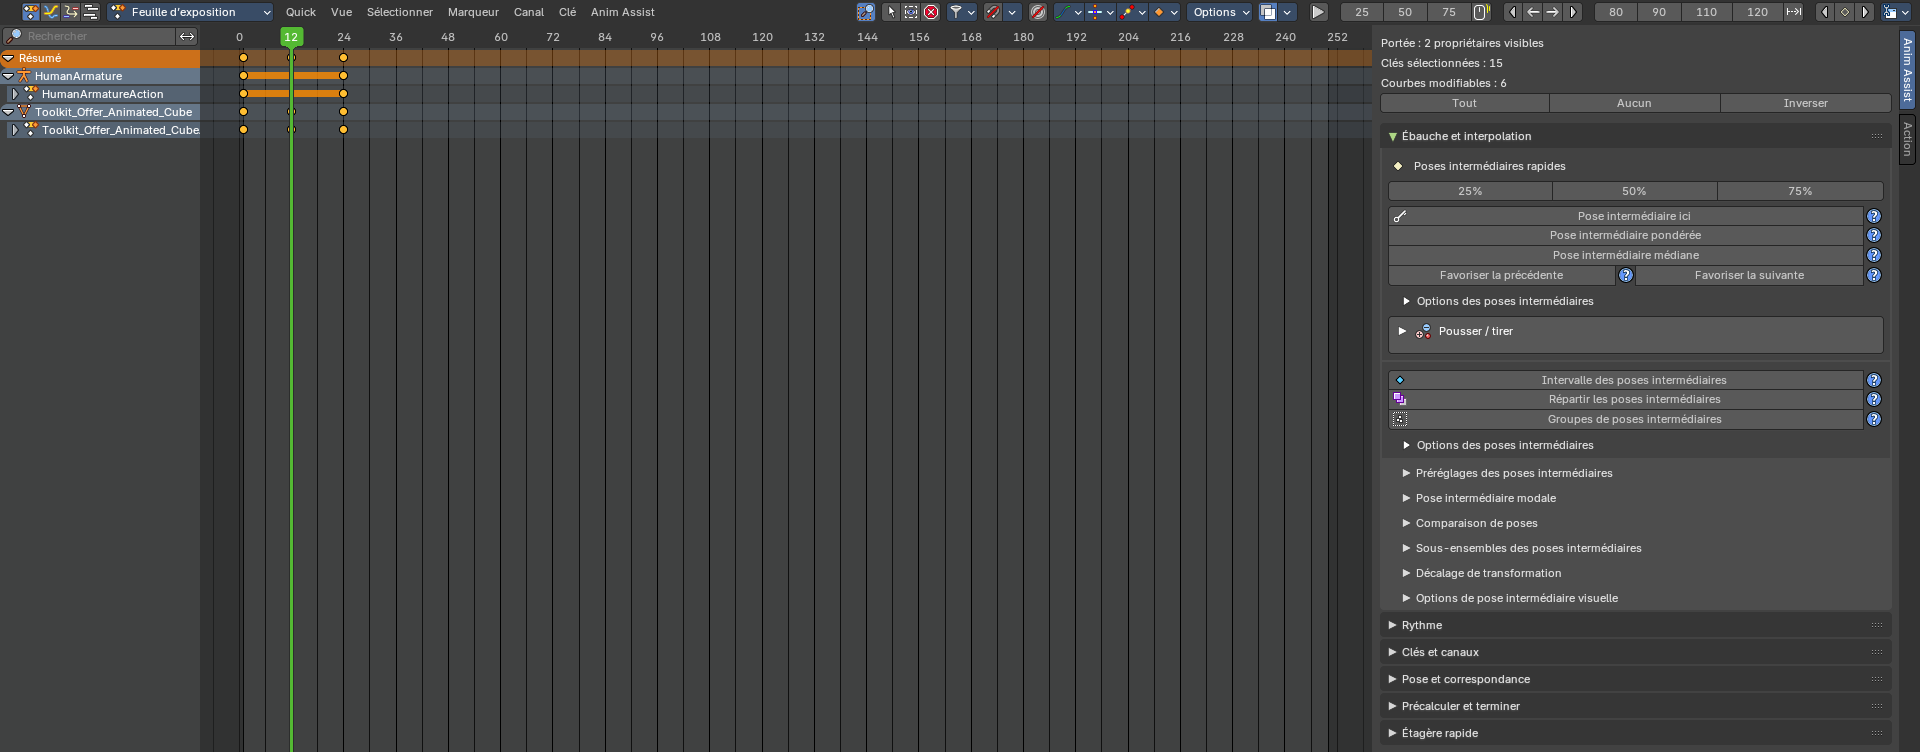 Feuille d'exposition Quick Vue Sélectionner Marqueur Canal Clé Anim Assist Options 25 50 75 80 90 100 110 120
Rechercher
0 12 24 36 48 60 72 84 96 108 120 132 144 156 168 180 192 204 216 228 240 252
Résumé
HumanArmature
HumanArmatureAction
Toolkit_Offer_Animated_Cube
Toolkit_Offer_Animated_Cube
Portée : 2 propriétaires visibles
Clés sélectionnées : 15
Courbes modifiables : 6
Tout Aucun Inverser
Ébauche et interpolation
Poses intermédiaires rapides
25% 50% 75%
Pose intermédiaire ici ?
Pose intermédiaire pondérée ?
Pose intermédiaire médiane ?
Favoriser la précédente ? Favoriser la suivante ?
Options des poses intermédiaires
Pousser / tirer
Intervalle des poses intermédiaires ?
Répartir les poses intermédiaires ?
Groupes de poses intermédiaires ?
Options des poses intermédiaires
Préréglages des poses intermédiaires
Pose intermédiaire modale
Comparaison de poses
Sous-ensembles des poses intermédiaires
Décalage de transformation
Options de pose intermédiaire visuelle
Rythme
Clés et canaux
Pose et correspondance
Précalculer et terminer
Étagère rapide
Anim Assist
Action